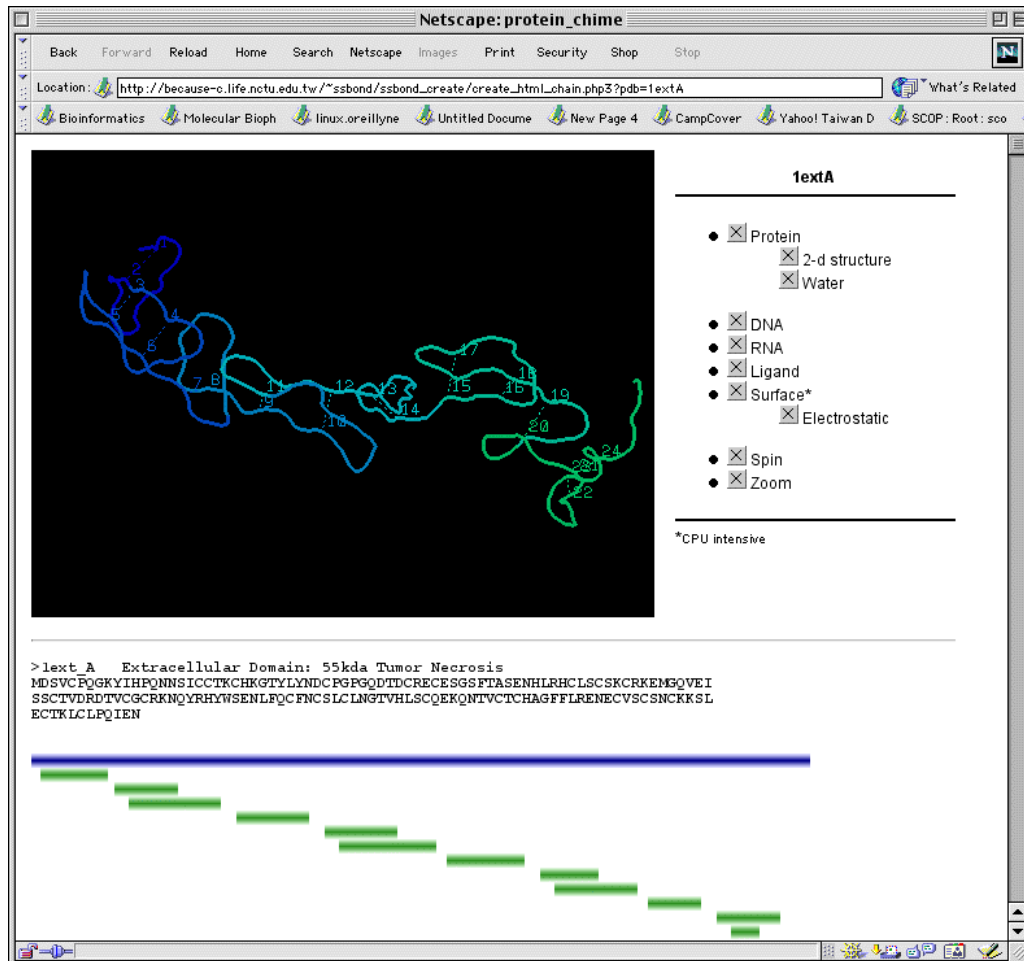 Netscape: protein_chime
Back Forward Reload Home Search Netscape Images Print Security Shop Stop
N
Location: http://because-c.life.nctu.edu.tw/~ssbond/ssbond_create/create_html_chain.php3?pdb=1extA What's Related
Bioinformatics Molecular Bioph linux.oreillyne Untitled Docume New Page 4 CampCover Yahoo! Taiwan D SCOP: Root: sco
1
2
3
4
5
6
7
8
9
10
11
12
13
14
15
16
17
18
19
20
22
24
1extA
Protein
2-d structure
Water
DNA
RNA
Ligand
Surface*
Electrostatic
Spin
Zoom
*CPU intensive
>1ext_A Extracellular Domain: 55kda Tumor Necrosis
MDSVCPQGKYIHPQNNSICCTKCHKGTYLYNDCPGPGQDTDCRECESGSFTASENHLRHCLSCSKCRKEMGQVEI
SSCTVDRDTVCGCRKNQYRHYWSENLFQCFNCSLCLNGTVHLSCQEKQNTVCTCHAGFFLRENECVSCSNCKKSL
ECTKLCLPQIEN